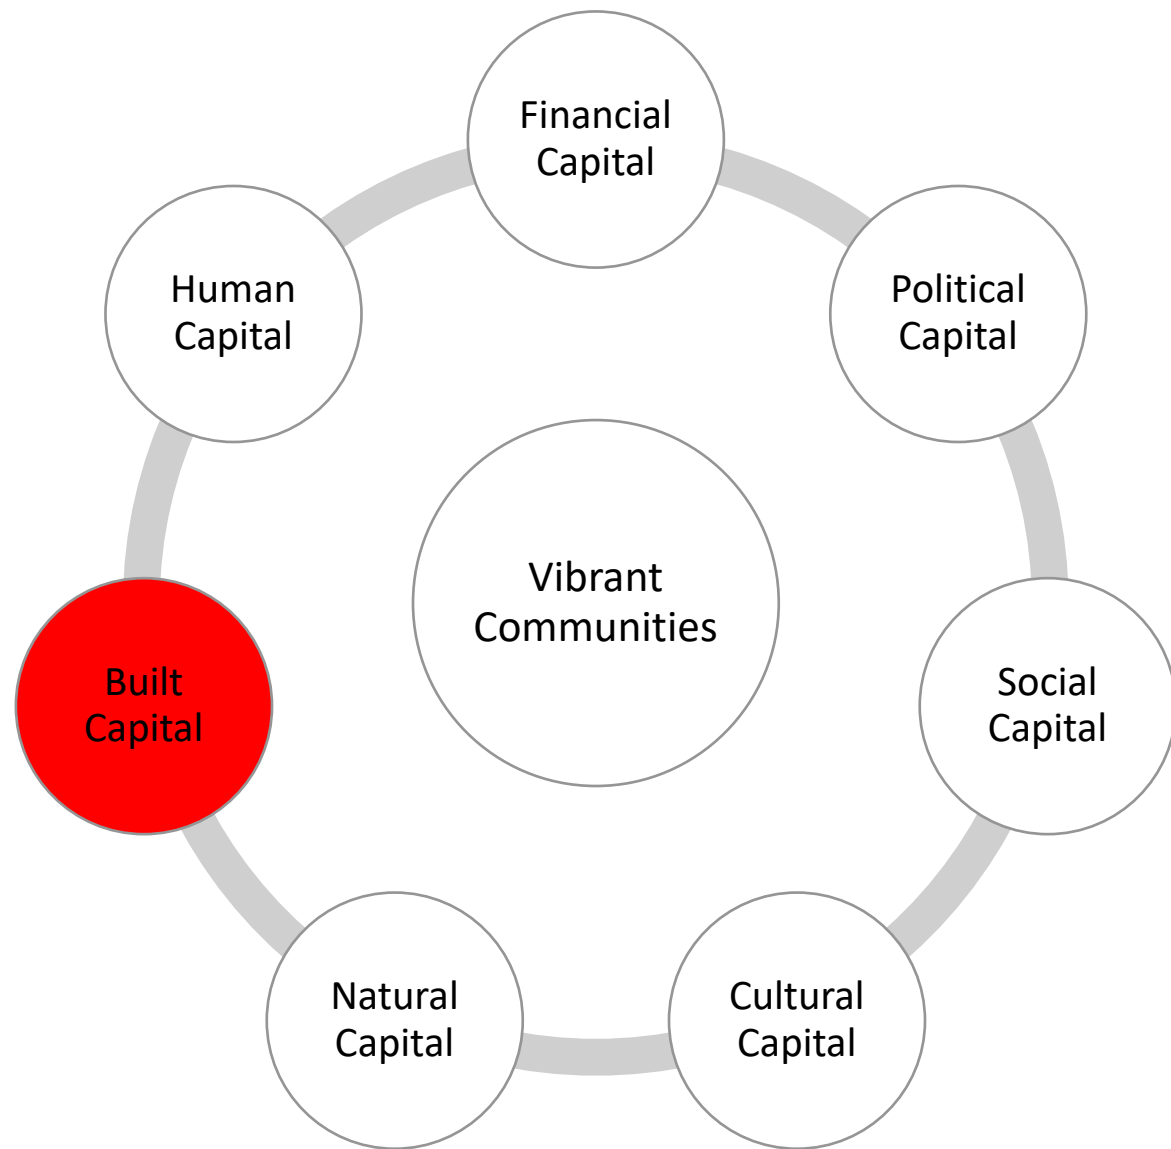 Financial
Capital
Political
Capital
Social
Capital
Cultural
Capital
Natural
Capital
Built
Capital
Human
Capital
Vibrant
Communities